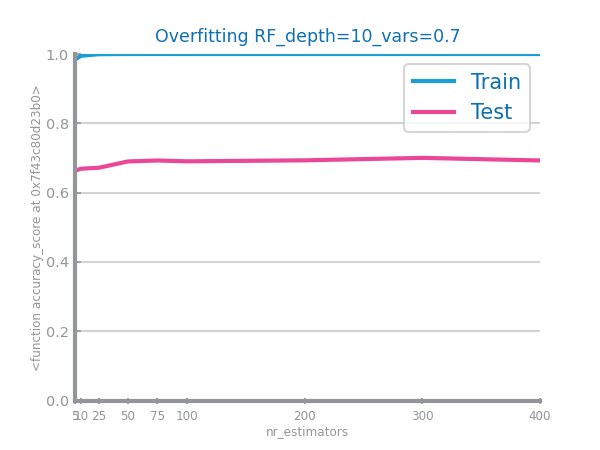 Overfitting RF_depth=10_vars=0.7
<function accuracy_score at 0x7f43c80d23b0>
1.0
0.8
0.6
0.4
0.2
0.0
Train
Test
5 10 25 50 75 100 200 300 400
nr_estimators